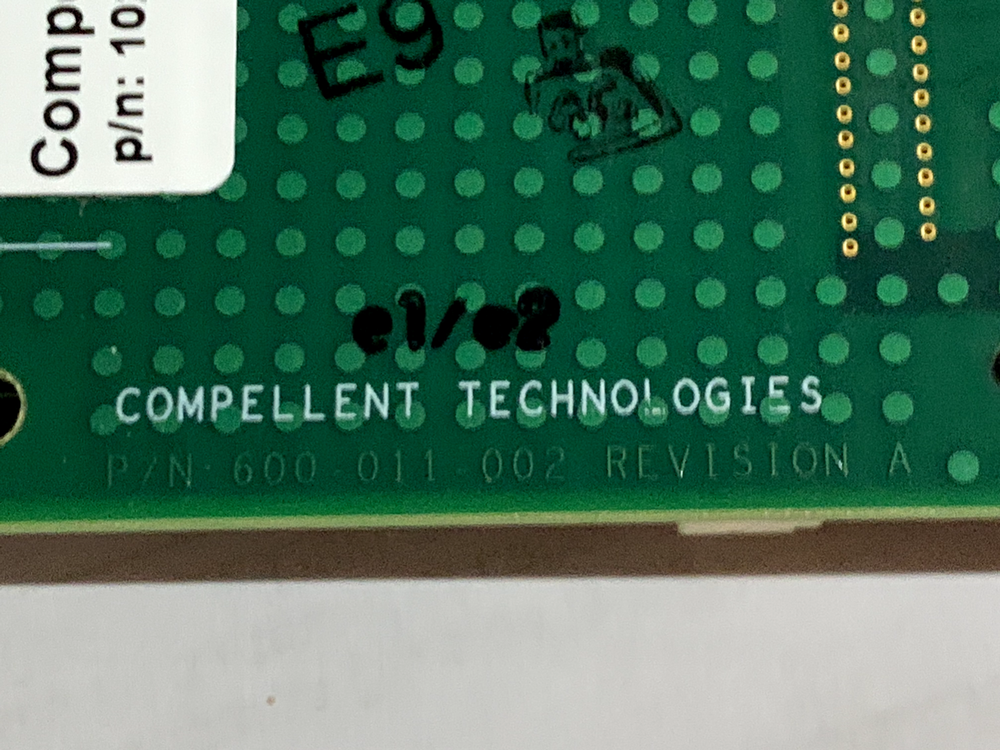 Comp
p/n: 10
E9
e1/e2
COMPELLENT TECHNOLOGIES
P/N 600-011-002 REVISION A